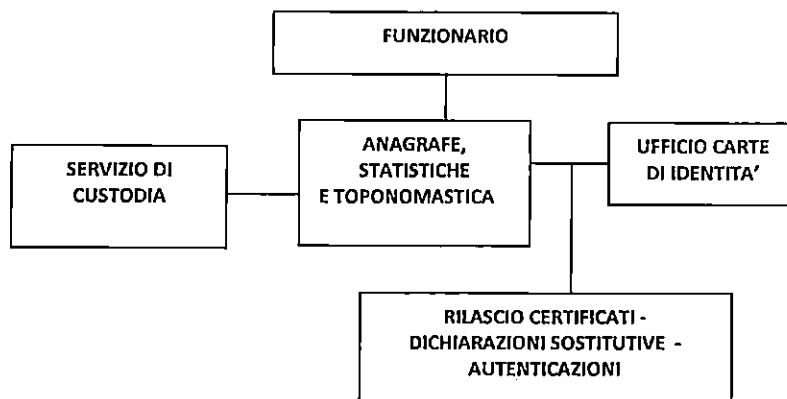 FUNZIONARIO
SERVIZIO DI
CUSTODIA
ANAGRAFE,
STATISTICHE
E TOPONOMASTICA
UFFICIO CARTE
DI IDENTITA'
RILASCIO CERTIFICATI -
DICHIARAZIONI SOSTITUTIVE -
AUTENTICAZIONI